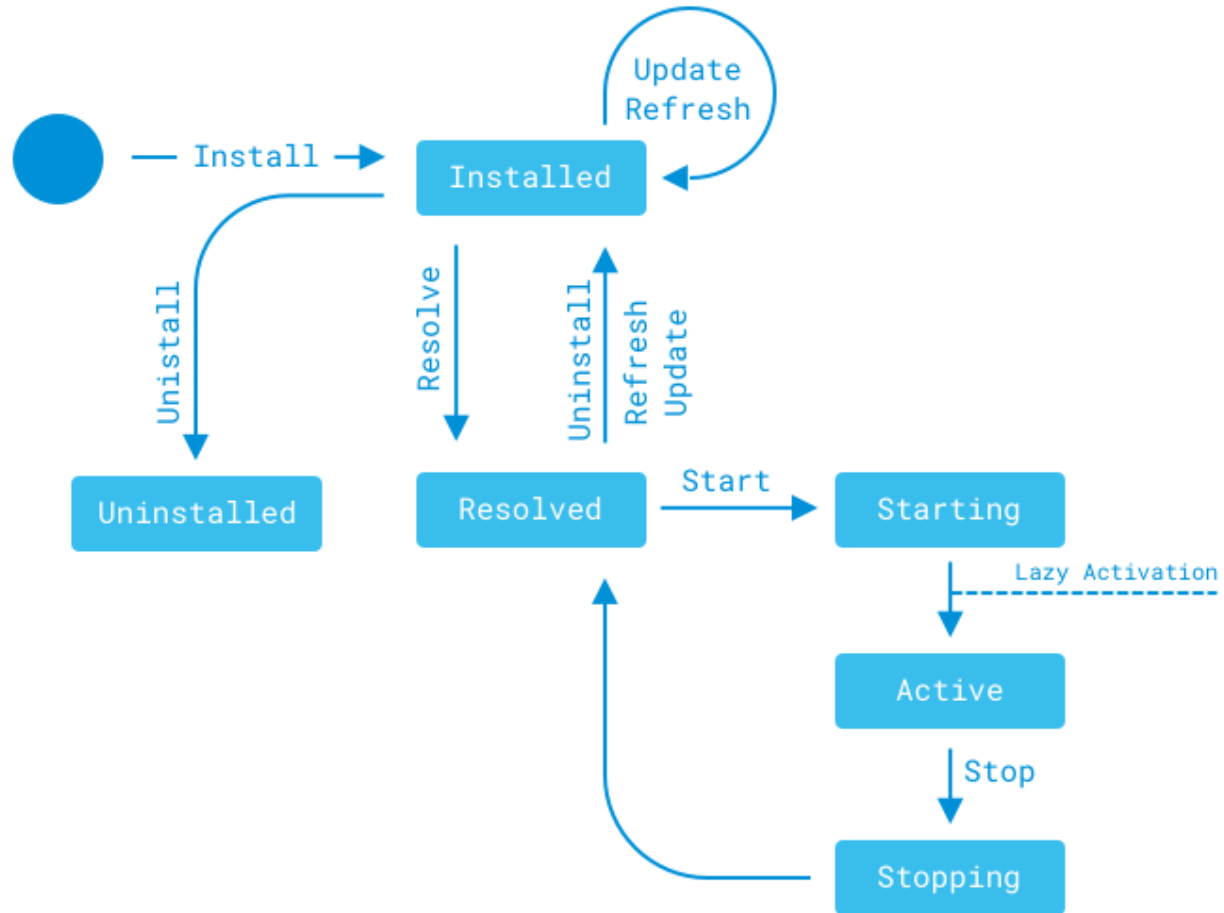 Update
Refresh
Install
Installed
Unistall
Resolve
Uninstall
Refresh
Update
Uninstalled
Resolved
Start
Starting
Lazy Activation
Active
Stop
Stopping